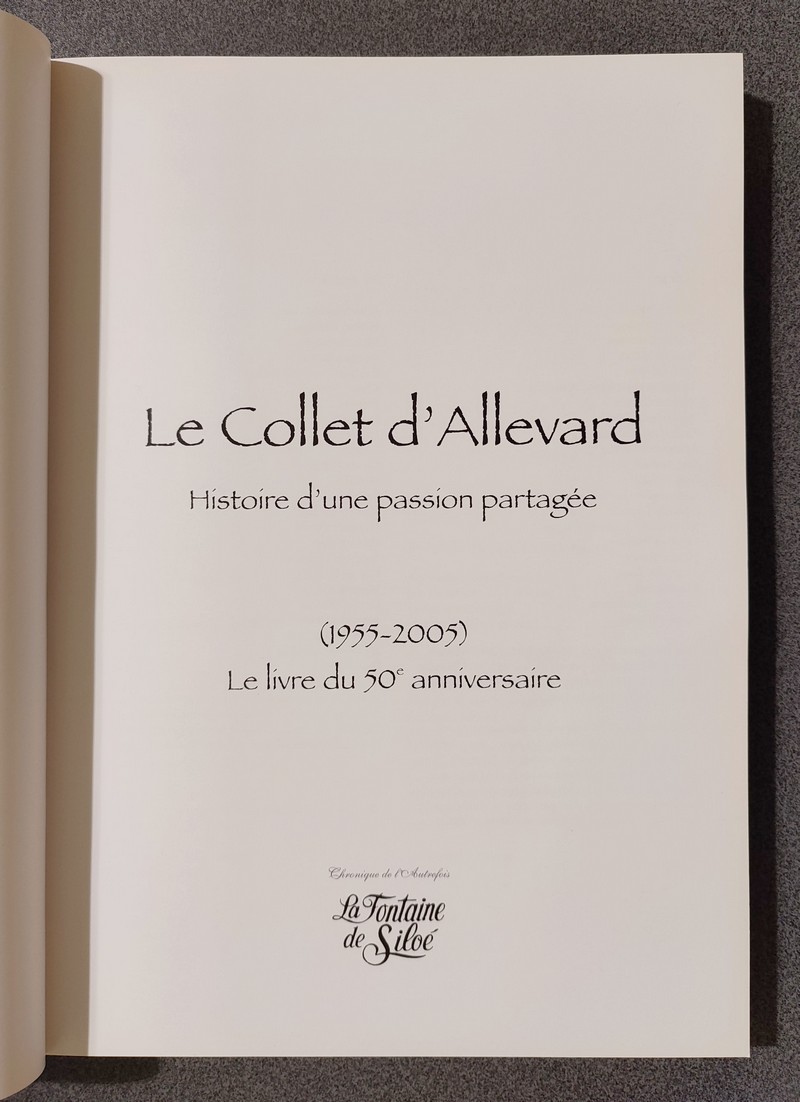 Le Collet d'Allevard
Histoire d'une passion partagée
(1955-2005)
Le livre du 50e anniversaire
Chronique de l'Autrefois
La Fontaine
de Siloé